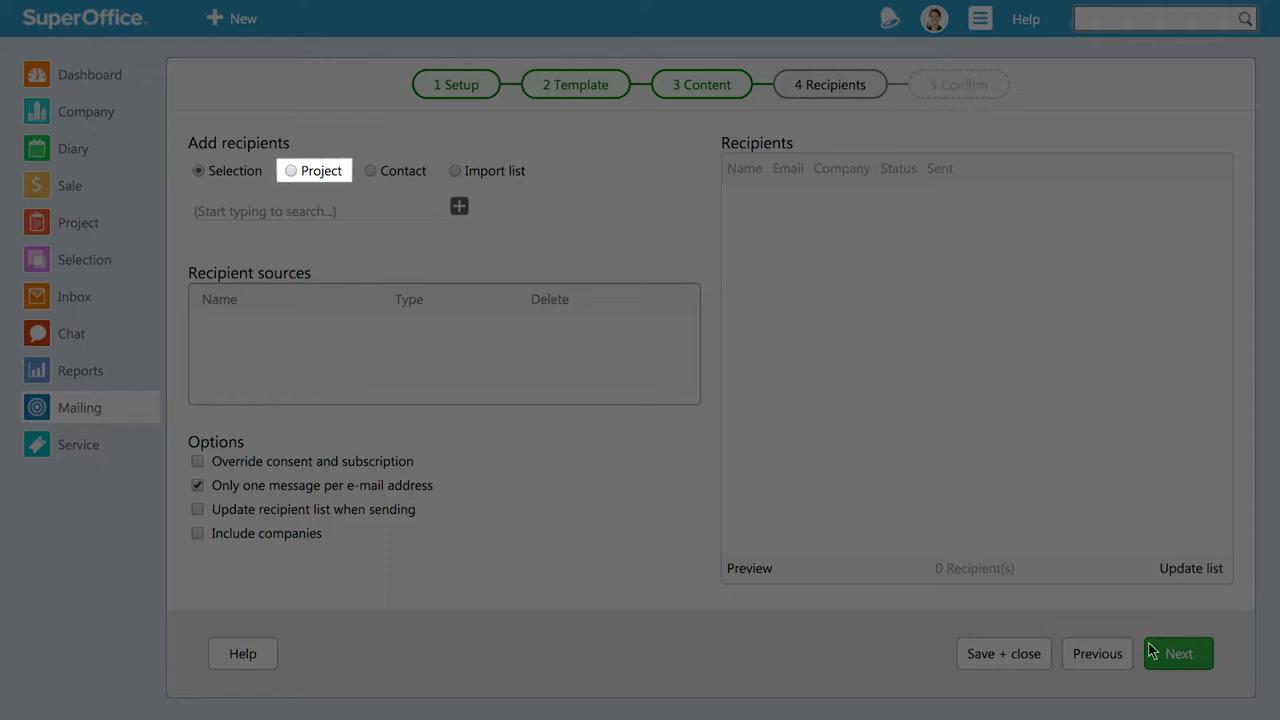 SuperOffice.
New
Help
Dashboard
Company
Diary
Sale
Project
Selection
Inbox
Chat
Reports
Mailing
Service
1 Setup
2 Template
3 Content
4 Recipients
5 Confirm
Add recipients
Selection
Project
Contact
Import list
(Start typing to search...)
Recipient sources
Name Type Delete
Options
Override consent and subscription
Only one message per e-mail address
Update recipient list when sending
Include companies
Recipients
Name Email Company Status Sent
Preview 0 Recipient(s) Update list
Help
Save + close
Previous
Next